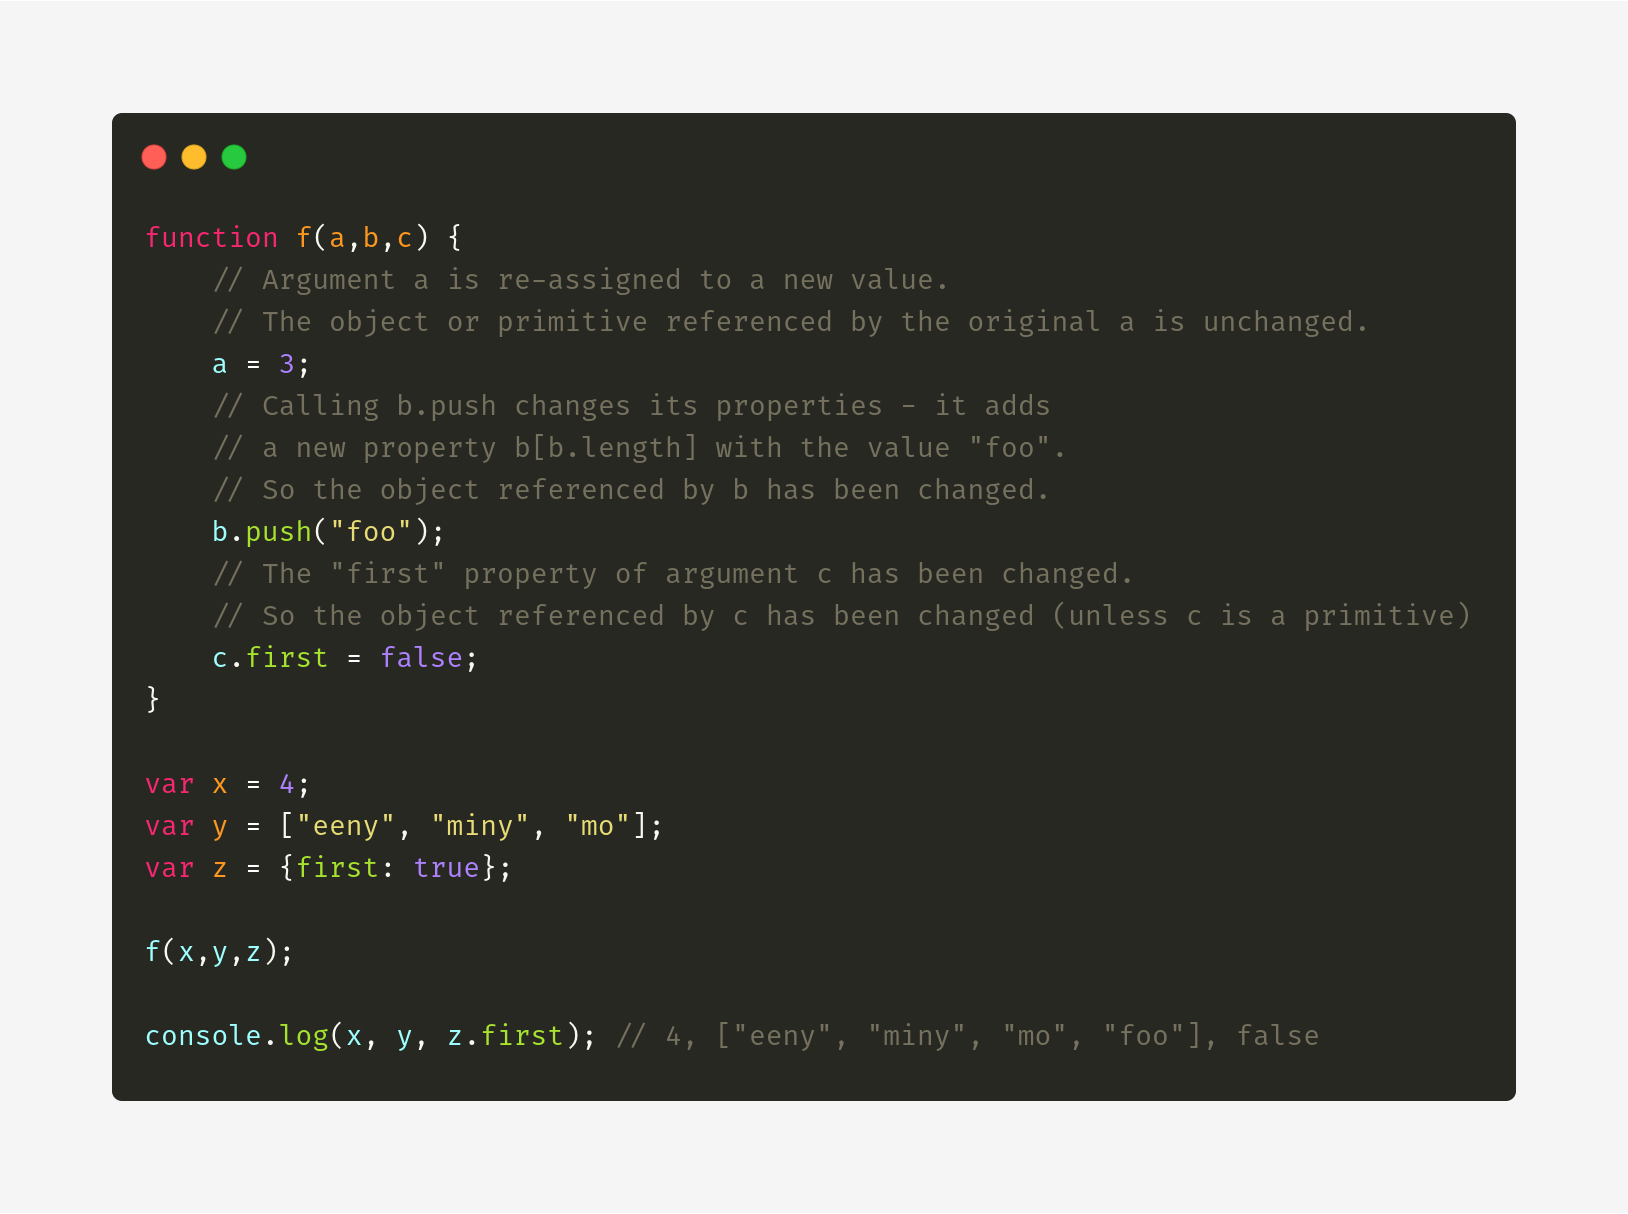 function f(a,b,c) {
    // Argument a is re-assigned to a new value.
    // The object or primitive referenced by the original a is unchanged.
    a = 3;
    // Calling b.push changes its properties - it adds
    // a new property b[b.length] with the value "foo".
    // So the object referenced by b has been changed.
    b.push("foo");
    // The "first" property of argument c has been changed.
    // So the object referenced by c has been changed (unless c is a primitive)
    c.first = false;
}
var x = 4;
var y = ["eeny", "miny", "mo"];
var z = {first: true};
f(x,y,z);
console.log(x, y, z.first); // 4, ["eeny", "miny", "mo", "foo"], false